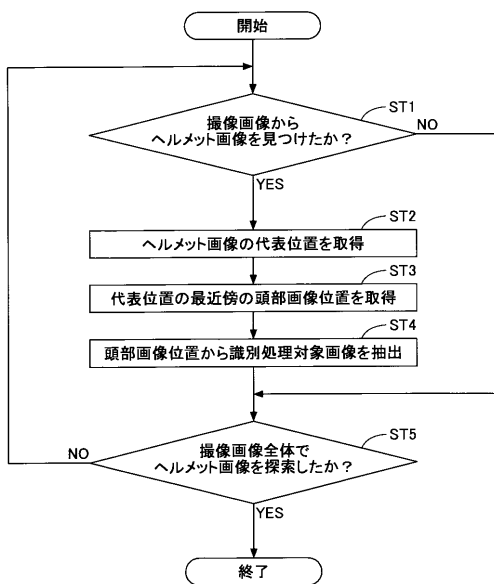 開始
ST1
撮像画像から
ヘルメット画像を見つけたか？
NO
YES
ST2
ヘルメット画像の代表位置を取得
ST3
代表位置の最近傍の頭部画像位置を取得
ST4
頭部画像位置から識別処理対象画像を抽出
ST5
撮像画像全体で
ヘルメット画像を探索したか？
NO
YES
終了